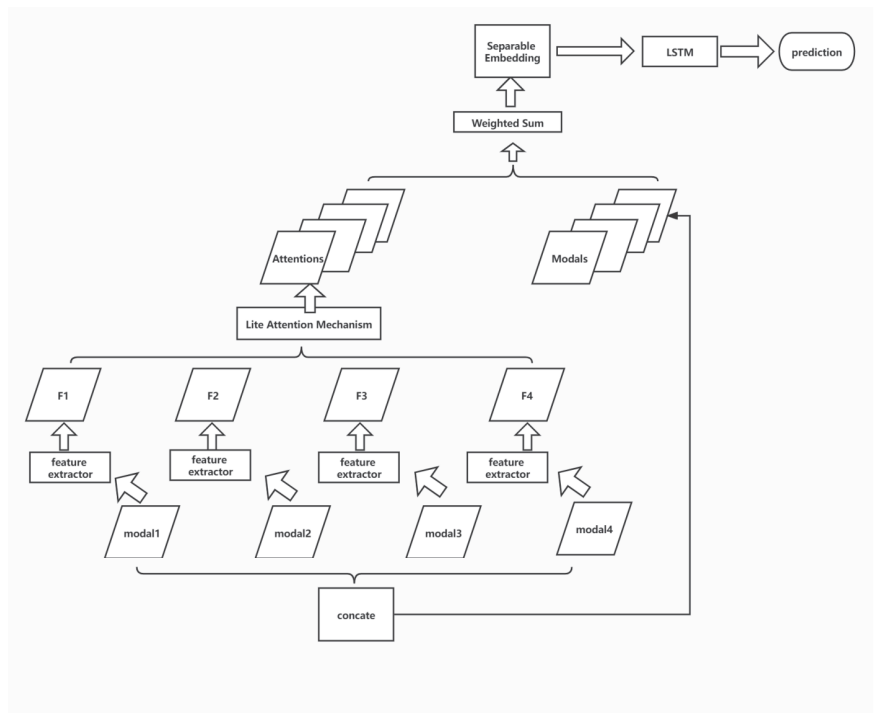 Separable
Embedding
LSTM
prediction
Weighted Sum
Attentions
Modals
Lite Attention Mechanism
F1
F2
F3
F4
feature
extractor
feature
extractor
feature
extractor
feature
extractor
modal1
modal2
modal3
modal4
concate